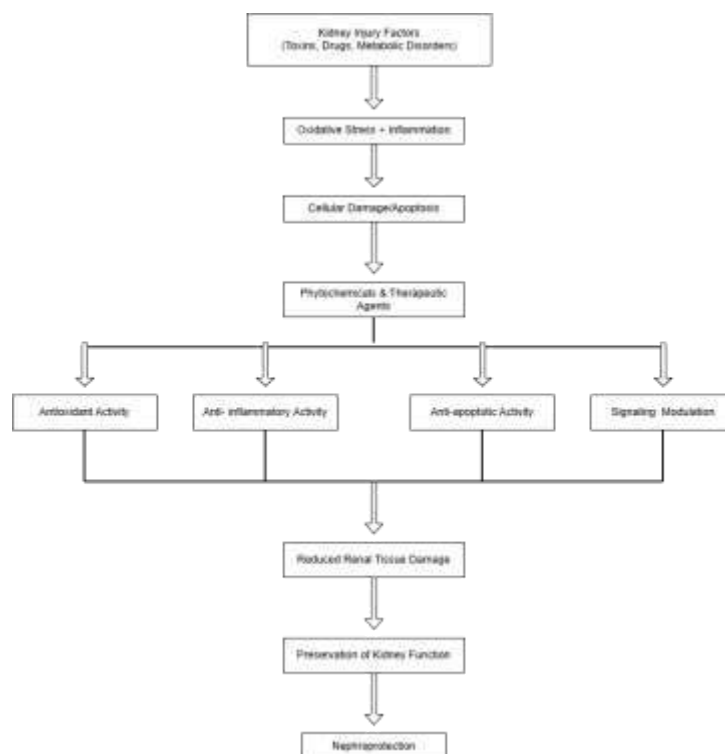 Kidney Injury Factors
(Toxins, Drugs, Metabolic Disorders)
Oxidative Stress + Inflammation
Cellular Damage/Apoptosis
Phytochemicals & Therapeutic
Agents
Antioxidant Activity
Anti- inflammatory Activity
Anti-apoptatic Activity
Signaling Modulation
Reduced Renal Tissue Damage
Preservation of Kidney Function
Nephroprotection